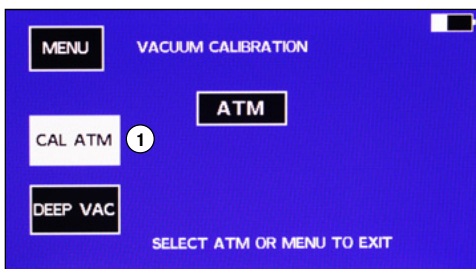 MENU
VACUUM CALIBRATION
ATM
CAL ATM
1
DEEP VAC
SELECT ATM OR MENU TO EXIT